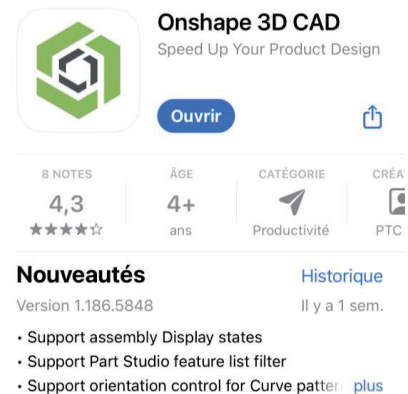 Onshape 3D CAD
Speed Up Your Product Design
Ouvrir
8 NOTES ÂGE CATÉGORIE
4,3 4+
ans Productivité PTC
Nouveautés Historique
Version 1.186.5848 Il y a 1 sem.
• Support assembly Display states
• Support Part Studio feature list filter
• Support orientation control for Curve plus